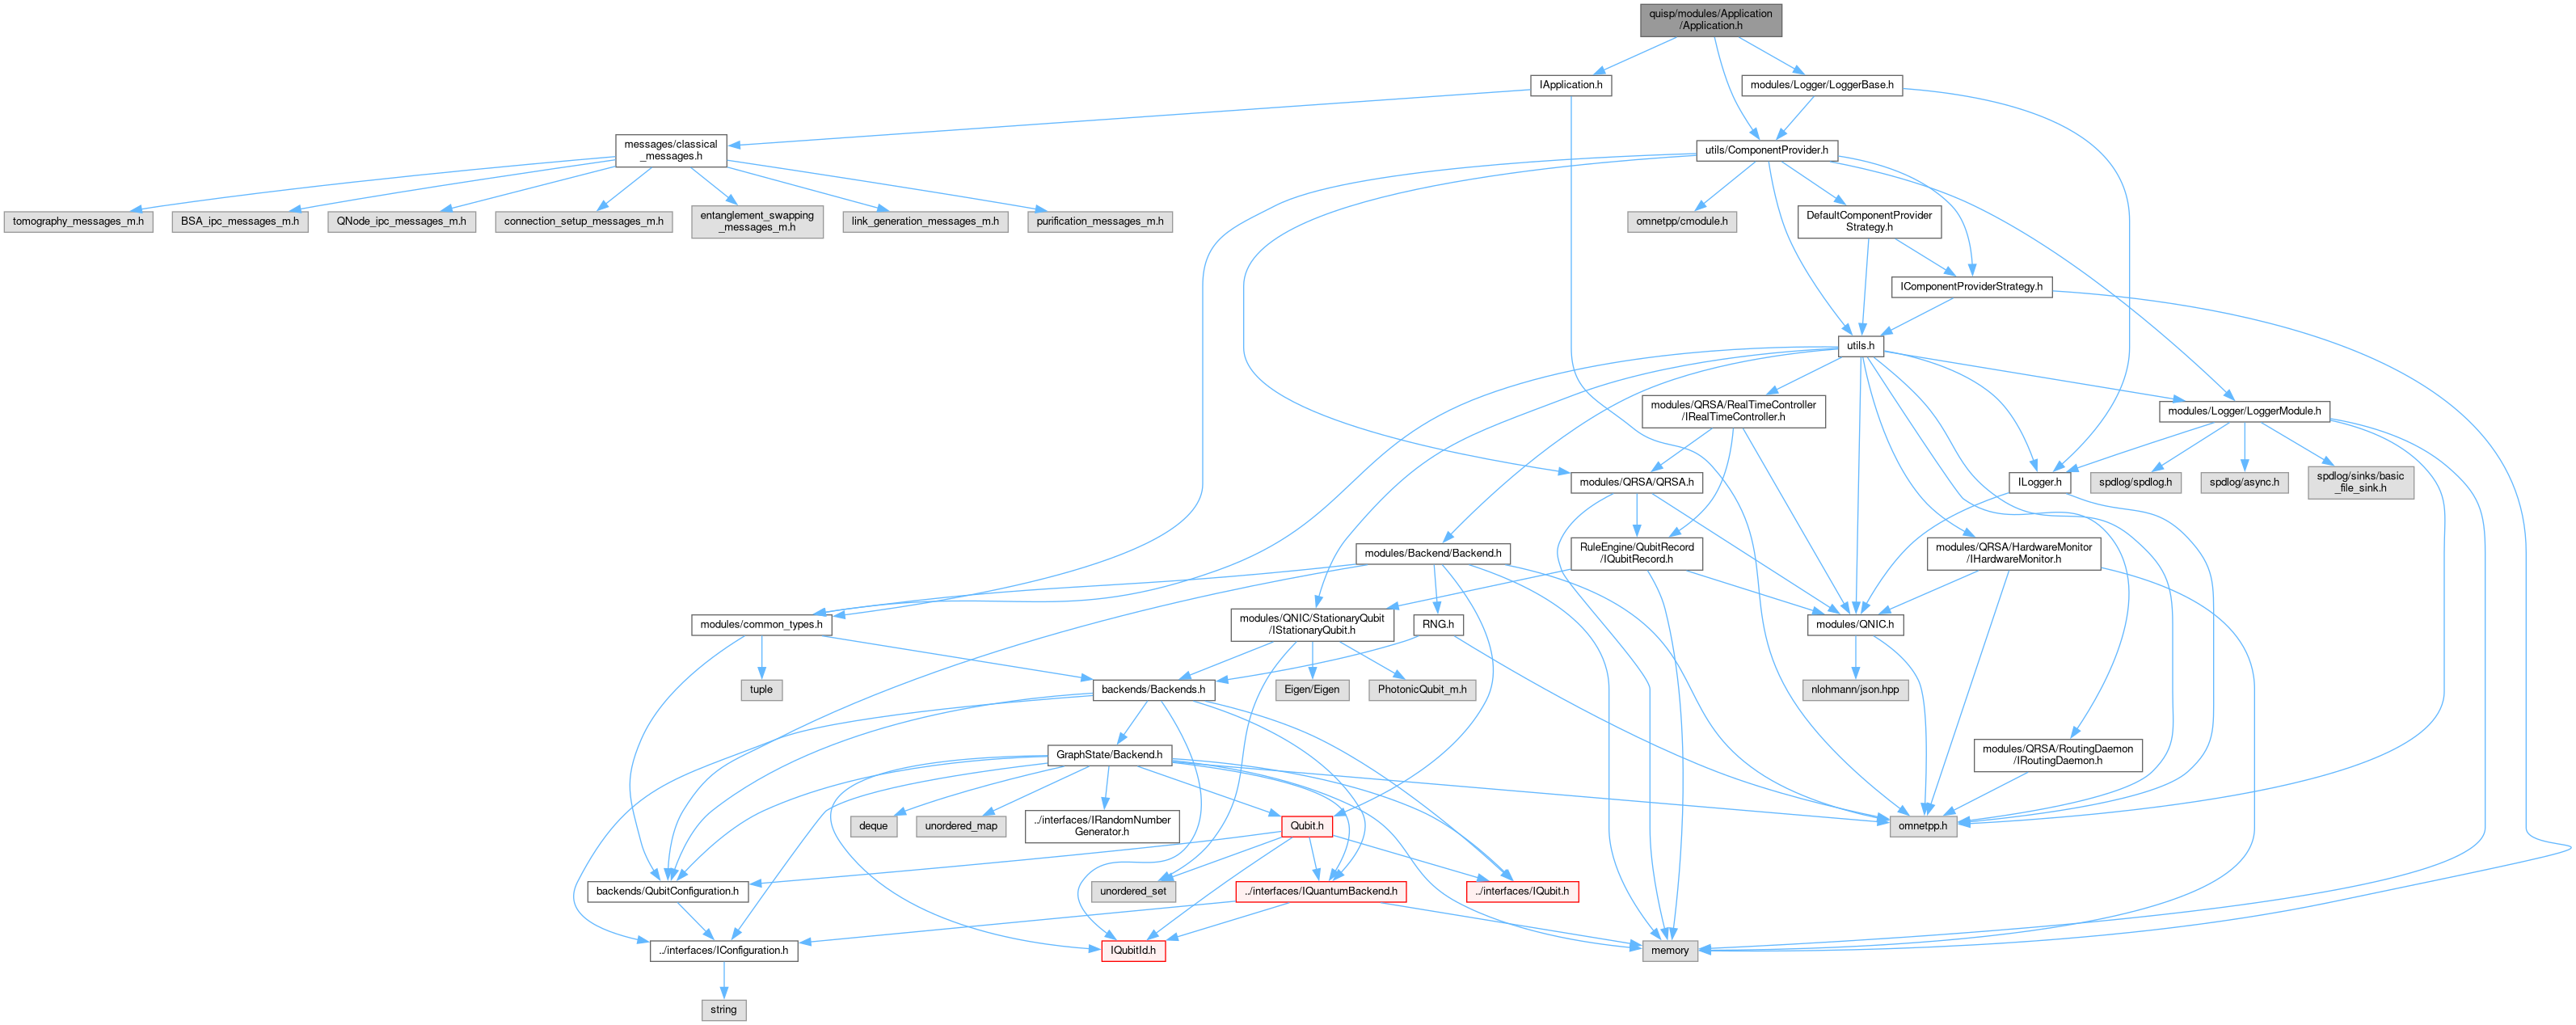 quisp/modules/Application
/Application.h
IApplication.h
modules/Logger/LoggerBase.h
messages/classical
_messages.h
utils/ComponentProvider.h
tomography_messages_m.h
BSA_ipc_messages_m.h
QNode_ipc_messages_m.h
connection_setup_messages_m.h
entanglement_swapping
_messages_m.h
link_generation_messages_m.h
purification_messages_m.h
omnetpp/cmodule.h
DefaultComponentProvider
Strategy.h
IComponentProviderStrategy.h
utils.h
modules/QRSA/RealTimeController
/IRealTimeController.h
modules/Logger/LoggerModule.h
modules/QRSA/QRSA.h
ILogger.h
spdlog/spdlog.h
spdlog/async.h
spdlog/sinks/basic
_file_sink.h
modules/Backend/Backend.h
RuleEngine/QubitRecord
/IQubitRecord.h
modules/QRSA/HardwareMonitor
/IHardwareMonitor.h
modules/common_types.h
modules/QNIC/StationaryQubit
/IStationaryQubit.h
RNG.h
modules/QNIC.h
tuple
backends/Backends.h
Eigen/Eigen
PhotonicQubit_m.h
nlohmann/json.hpp
GraphState/Backend.h
modules/QRSA/RoutingDaemon
/IRoutingDaemon.h
deque
unordered_map
../interfaces/IRandomNumber
Generator.h
Qubit.h
omnetpp.h
backends/QubitConfiguration.h
unordered_set
../interfaces/IQuantumBackend.h
../interfaces/IQubit.h
../interfaces/IConfiguration.h
IQubitId.h
memory
string